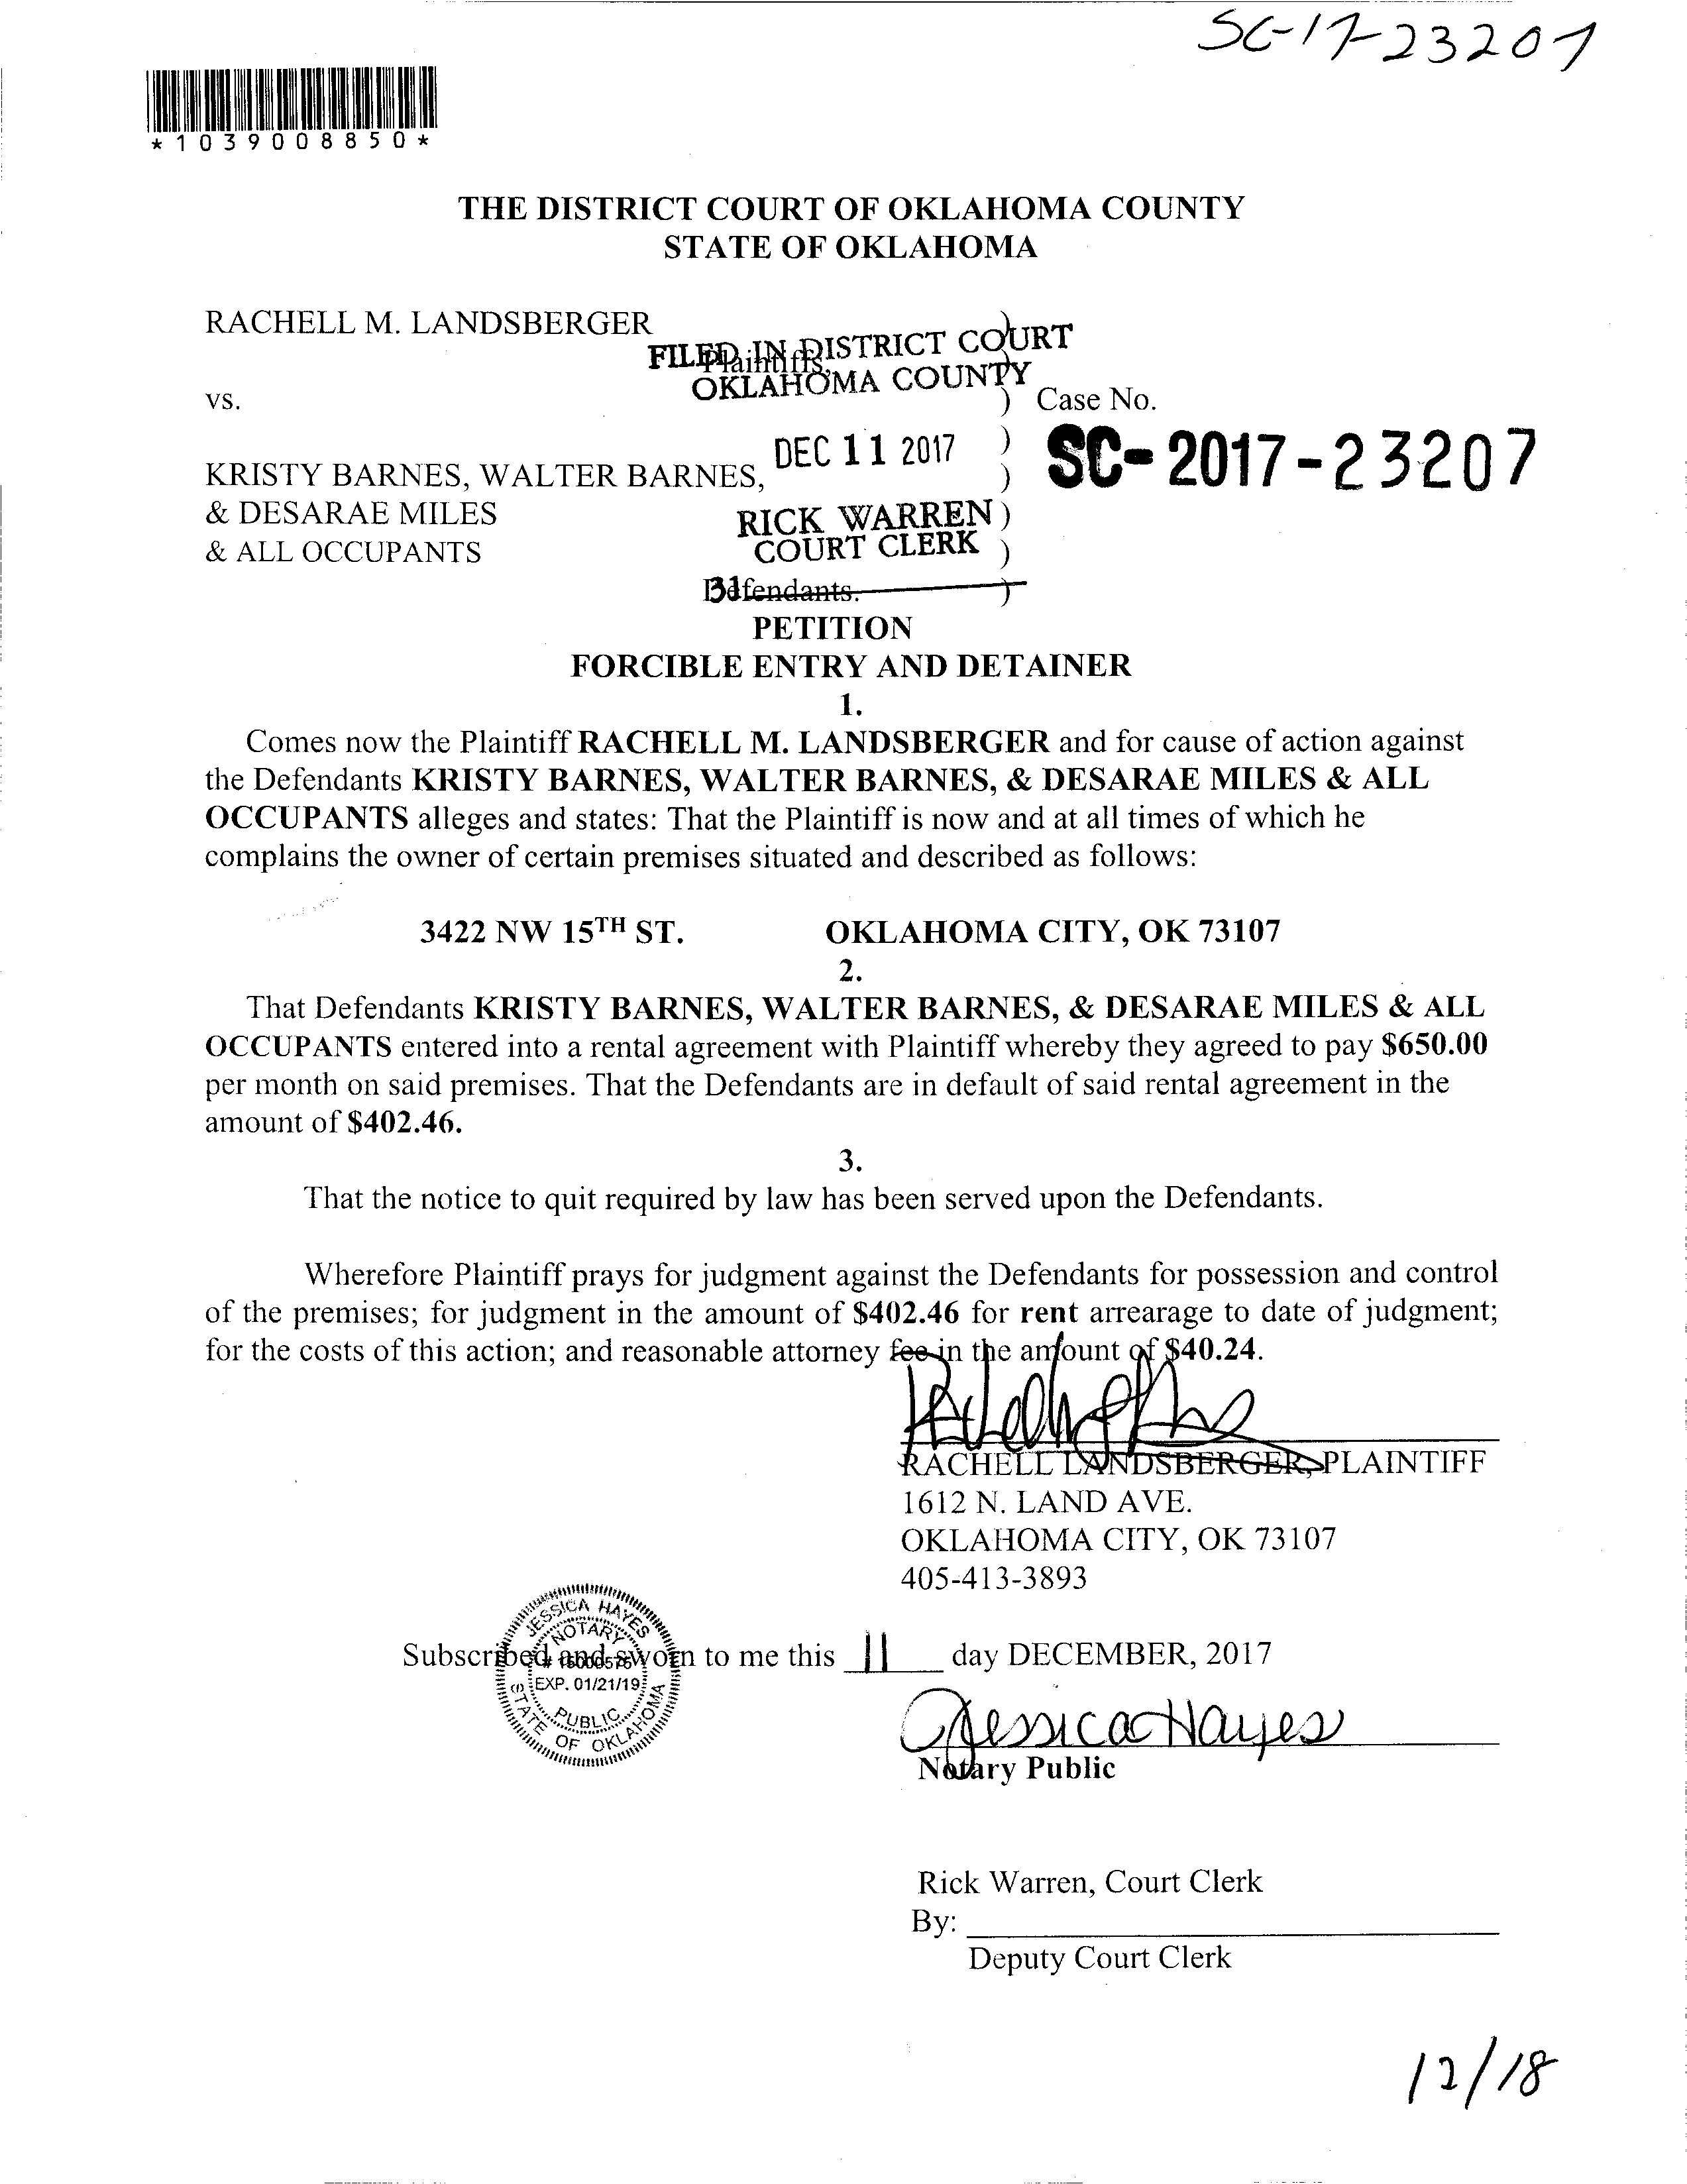 SC-17-23207
*1039008850*
THE DISTRICT COURT OF OKLAHOMA COUNTY
STATE OF OKLAHOMA
RACHELL M. LANDSBERGER )
Plaintiffs,
FILED IN DISTRICT COURT
OKLAHOMA COUNTY
vs. ) Case No.
DEC 11 2017 )
SC-2017-23207
KRISTY BARNES, WALTER BARNES, )
& DESARAE MILES
RICK WARREN )
& ALL OCCUPANTS
COURT CLERK )
31
Defendants. )
PETITION
FORCIBLE ENTRY AND DETAINER
1.
Comes now the Plaintiff RACHELL M. LANDSBERGER and for cause of action against
the Defendants KRISTY BARNES, WALTER BARNES, & DESARAE MILES & ALL
OCCUPANTS alleges and states: That the Plaintiff is now and at all times of which he
complains the owner of certain premises situated and described as follows:
3422 NW 15TH ST. OKLAHOMA CITY, OK 73107
2.
That Defendants KRISTY BARNES, WALTER BARNES, & DESARAE MILES & ALL
OCCUPANTS entered into a rental agreement with Plaintiff whereby they agreed to pay $650.00
per month on said premises. That the Defendants are in default of said rental agreement in the
amount of $402.46.
3.
That the notice to quit required by law has been served upon the Defendants.
Wherefore Plaintiff prays for judgment against the Defendants for possession and control
of the premises; for judgment in the amount of $402.46 for rent arrearage to date of judgment;
for the costs of this action; and reasonable attorney fee in the amount of $40.24.
RACHELL LANDSBERGER, PLAINTIFF
1612 N. LAND AVE.
OKLAHOMA CITY, OK 73107
405-413-3893
JESSICA HAYES
NOTARY
EXP. 01/21/19
PUBLIC
STATE OF OKLAHOMA
Subscribed and sworn to me this 11 day DECEMBER, 2017
Jessica Hayes
Notary Public
Rick Warren, Court Clerk
By:
Deputy Court Clerk
12/18